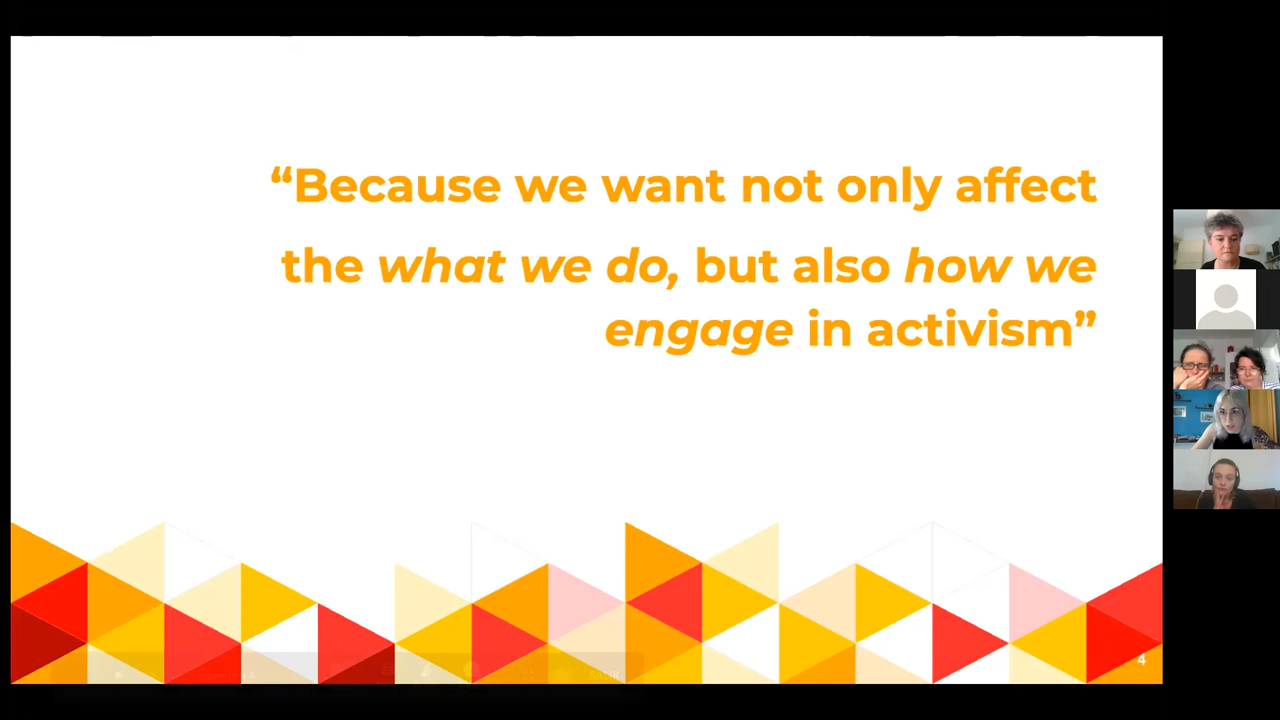 “Because we want not only affect
the what we do, but also how we
engage in activism”
4